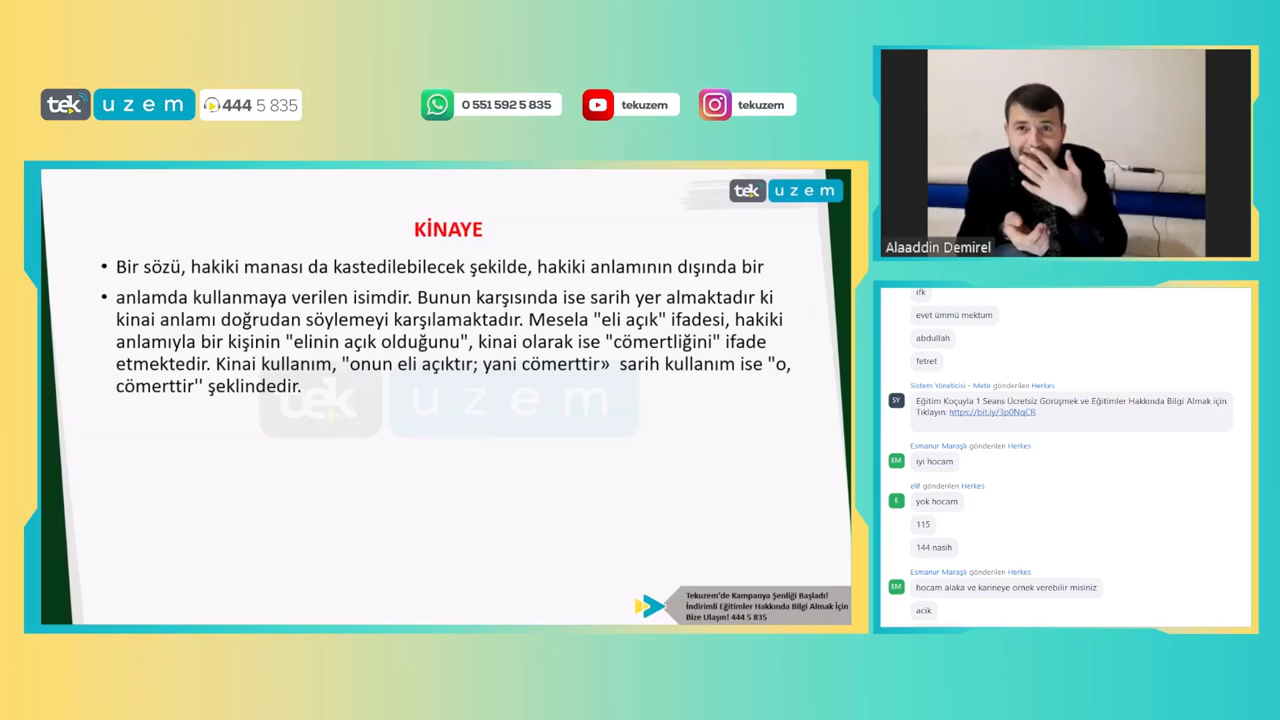 tek uzem 444 5 835
0 551 592 5 835
tekuzem
tekuzem
tek uzem
KİNAYE
• Bir sözü, hakiki manası da kastedilebilecek şekilde, hakiki anlamının dışında bir
• anlamda kullanmaya verilen isimdir. Bunun karşısında ise sarih yer almaktadır ki
kinai anlamı doğrudan söylemeyi karşılamaktadır. Mesela "eli açık" ifadesi, hakiki
anlamıyla bir kişinin "elinin açık olduğunu", kinai olarak ise "cömertliğini" ifade
etmektedir. Kinai kullanım, "onun eli açıktır; yani cömerttir» sarih kullanım ise "o,
cömerttir'' şeklindedir.
tek uzem
Tekuzem'de Kampanya Şenliği Başladı!
İndirimli Eğitimler Hakkında Bilgi Almak İçin
Bize Ulaşın! 444 5 835
Alaaddin Demirel
ifk
evet ümmü mektum
abdullah
fetret
Sistem Yöneticisi - Mete gönderilen Herkes
SY
Eğitim Koçuyla 1 Seans Ücretsiz Görüşmek ve Eğitimler Hakkında Bilgi Almak için
Tıklayın: https://bit.ly/3p0NqCR
Esmanur Maraşlı gönderilen Herkes
EM
iyi hocam
elif gönderilen Herkes
E
yok hocam
115
144 nasih
Esmanur Maraşlı gönderilen Herkes
EM
hocam alaka ve karineye ornek verebilir misiniz
acik